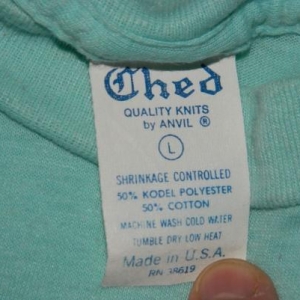 Ched
QUALITY KNITS
by ANVIL ®
L
SHRINKAGE CONTROLLED
50% KODEL POLYESTER
50% COTTON
MACHINE WASH COLD WATER
TUMBLE DRY LOW HEAT
Made in U.S.A.
RN 38619